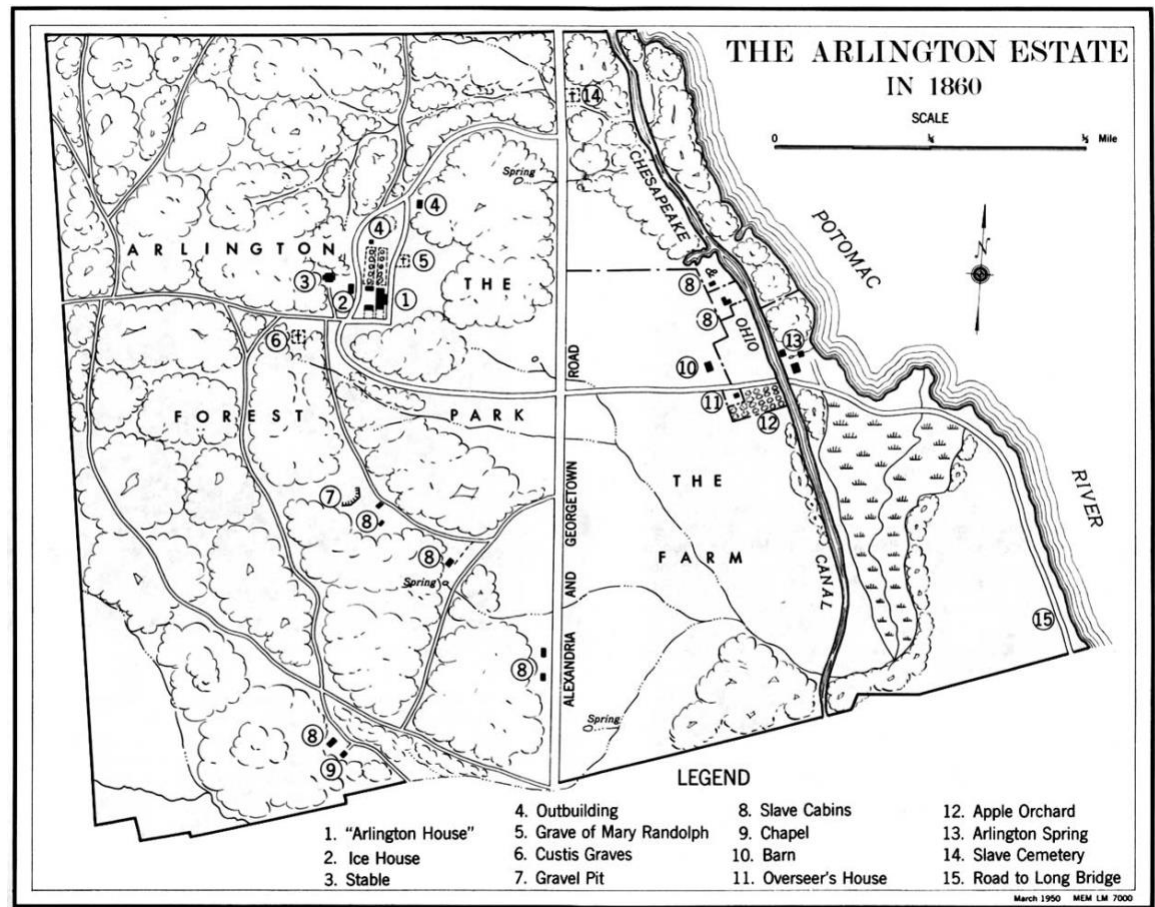 THE ARLINGTON ESTATE
IN 1860
SCALE
0 ¼ ½ Mile
N
14
Spring
CHESAPEAKE
POTOMAC
4
4
ARLINGTON
5
THE
3
2
1
&
8
8
OHIO
6
ROAD
10
13
FOREST
PARK
11
12
THE
RIVER
GEORGETOWN
7
8
FARM
8
Spring
AND
CANAL
15
ALEXANDRIA
8
Spring
8
9
LEGEND
1. "Arlington House"
2. Ice House
3. Stable
4. Outbuilding
5. Grave of Mary Randolph
6. Custis Graves
7. Gravel Pit
8. Slave Cabins
9. Chapel
10. Barn
11. Overseer's House
12. Apple Orchard
13. Arlington Spring
14. Slave Cemetery
15. Road to Long Bridge
March 1950 MEM LM 7000